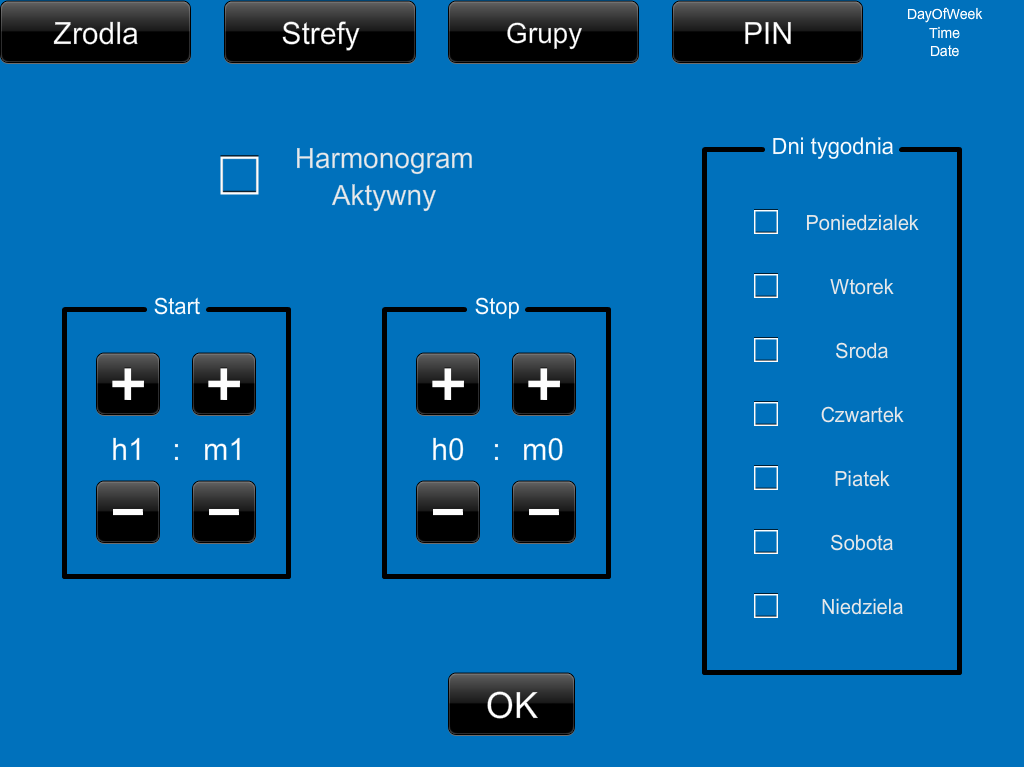 Zrodla
Strefy
Grupy
PIN
DayOfWeek
Time
Date
Harmonogram
Aktywny
Dni tygodnia
Poniedzialek
Wtorek
Sroda
Czwartek
Piatek
Sobota
Niedziela
Start
+ +
h1 : m1
− −
Stop
+ +
h0 : m0
− −
OK